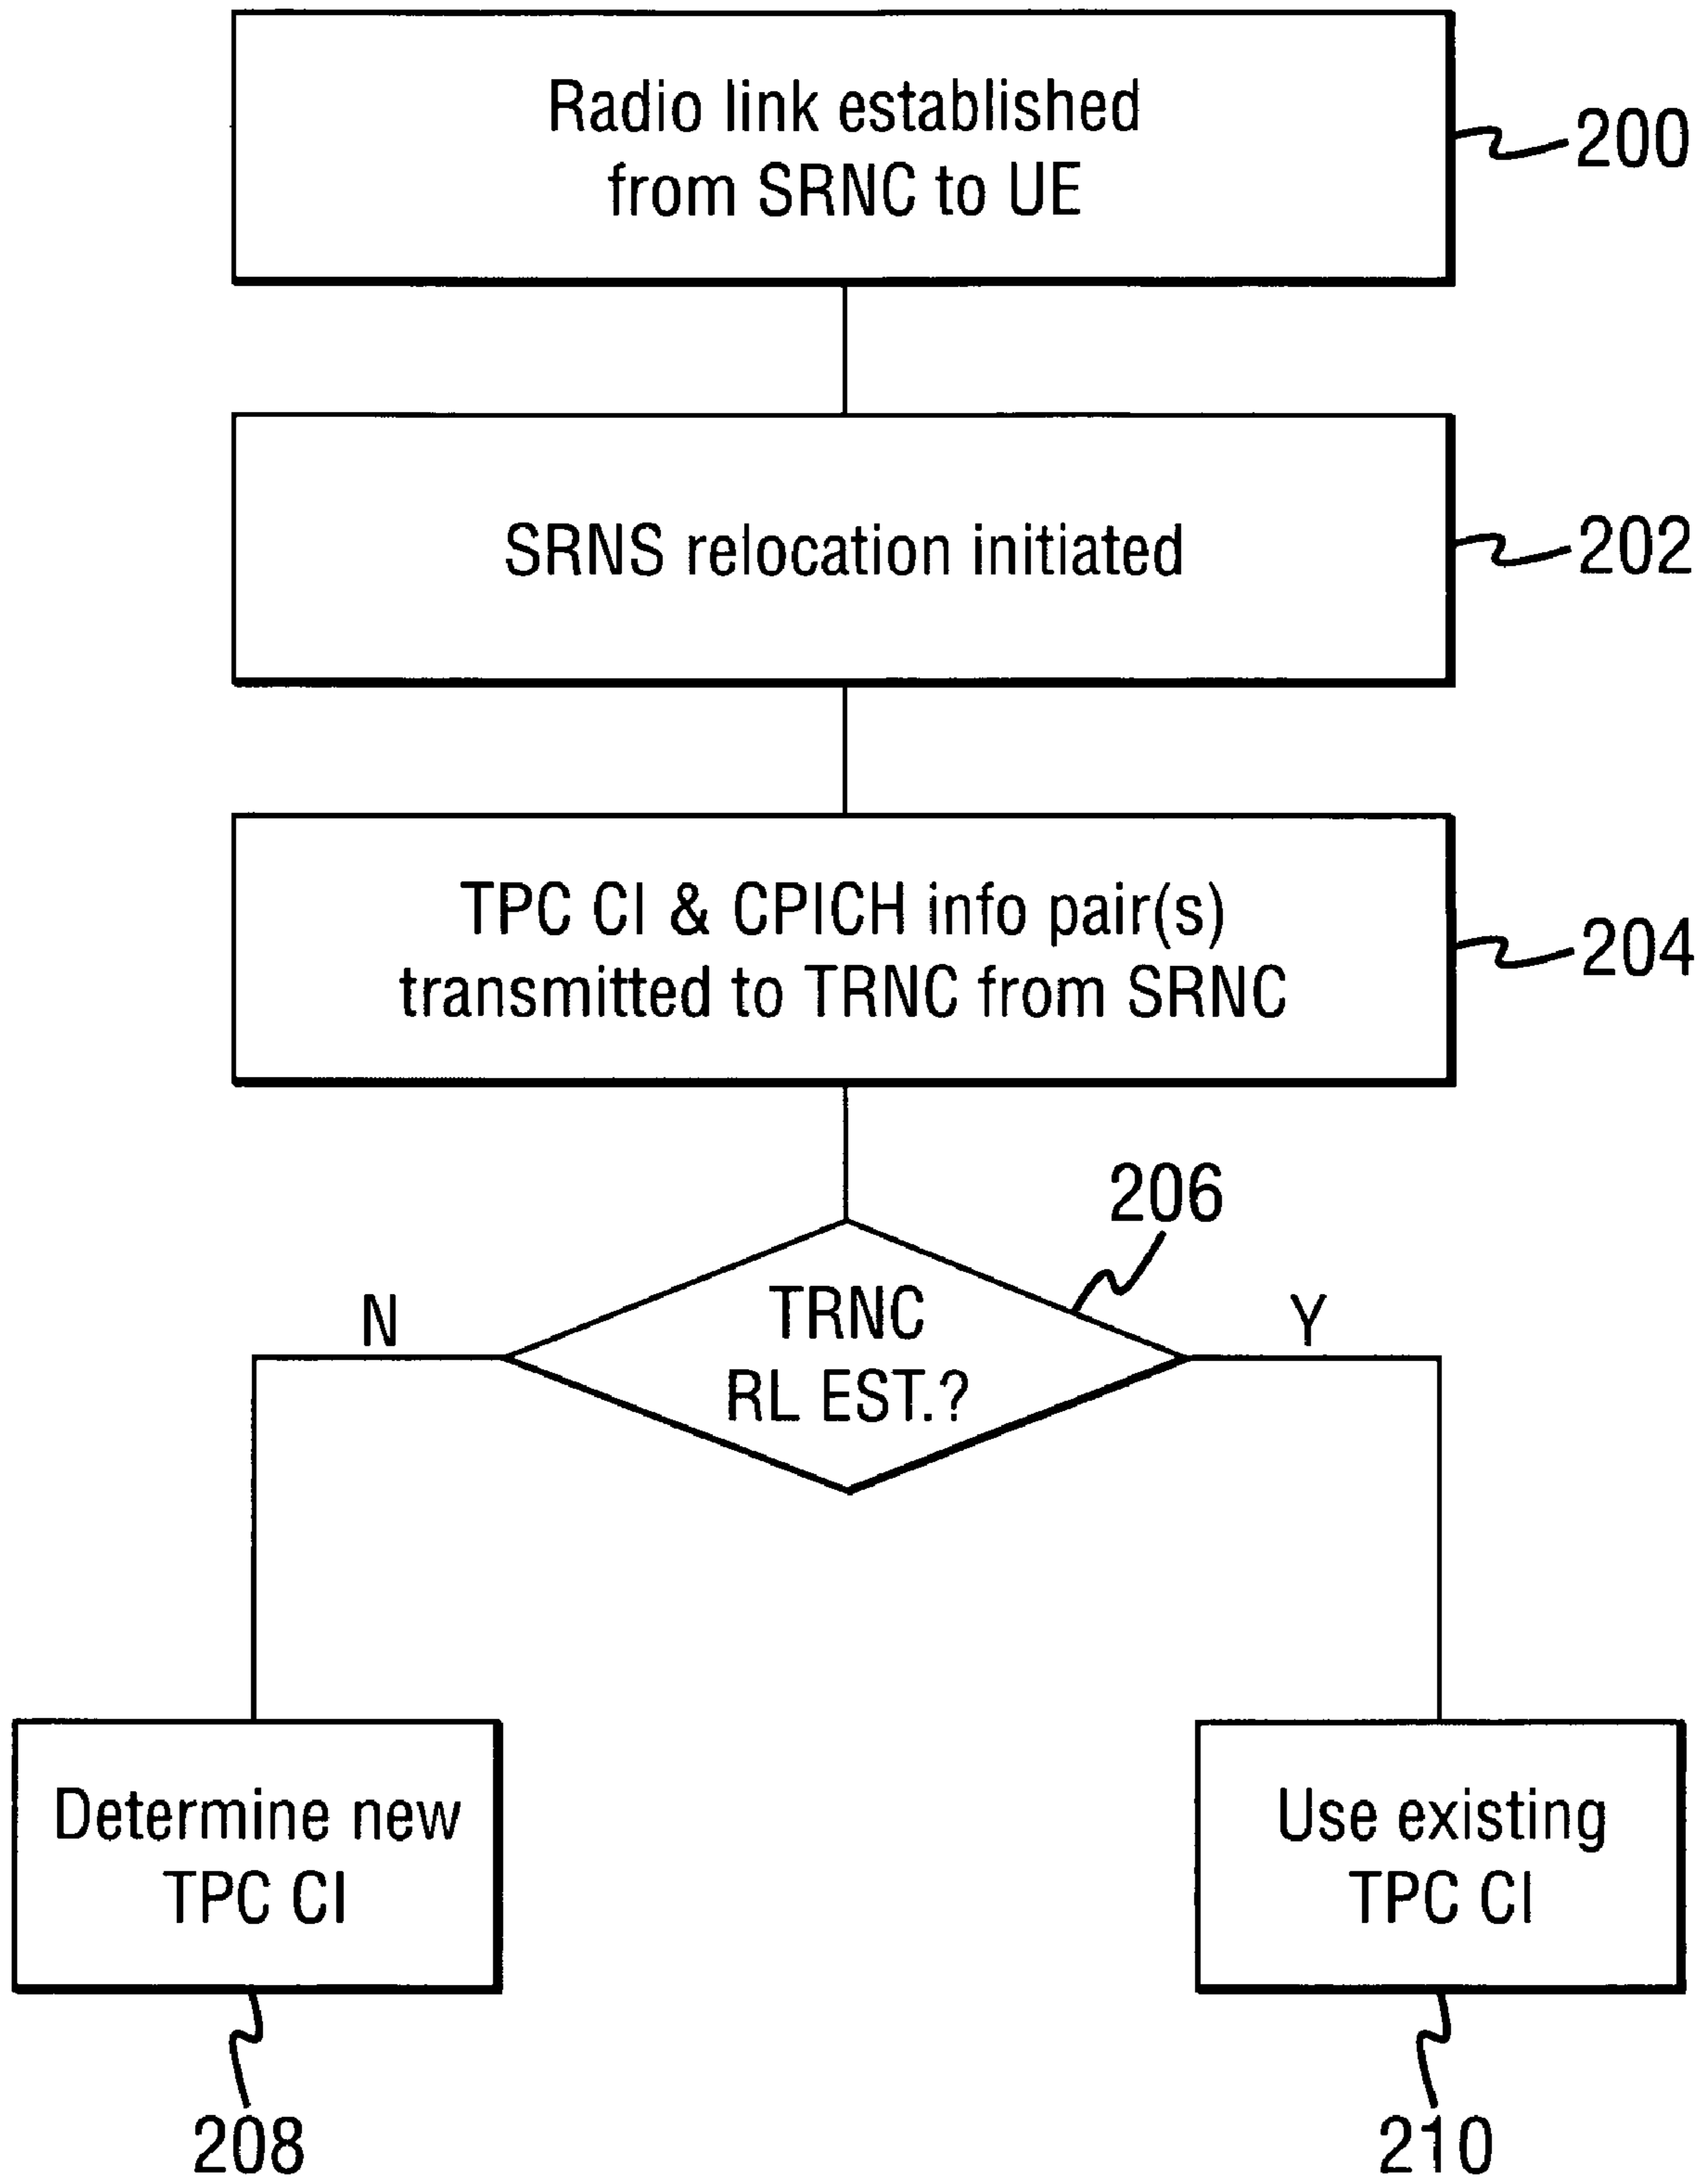 Radio link established
from SRNC to UE
200
SRNS relocation initiated
202
TPC CI & CPICH info pair(s)
transmitted to TRNC from SRNC
204
206
N
TRNC
RL EST.?
Y
Determine new
TPC CI
Use existing
TPC CI
208
210